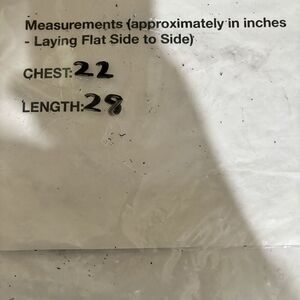 Measurements (approximately in inches
- Laying Flat Side to Side)
CHEST: 22
LENGTH: 28